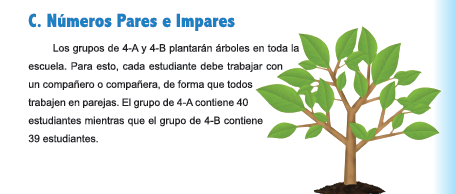 C. Números Pares e Impares
Los grupos de 4-A y 4-B plantarán árboles en toda la
escuela. Para esto, cada estudiante debe trabajar con
un compañero o compañera, de forma que todos
trabajen en parejas. El grupo de 4-A contiene 40
estudiantes mientras que el grupo de 4-B contiene
39 estudiantes.